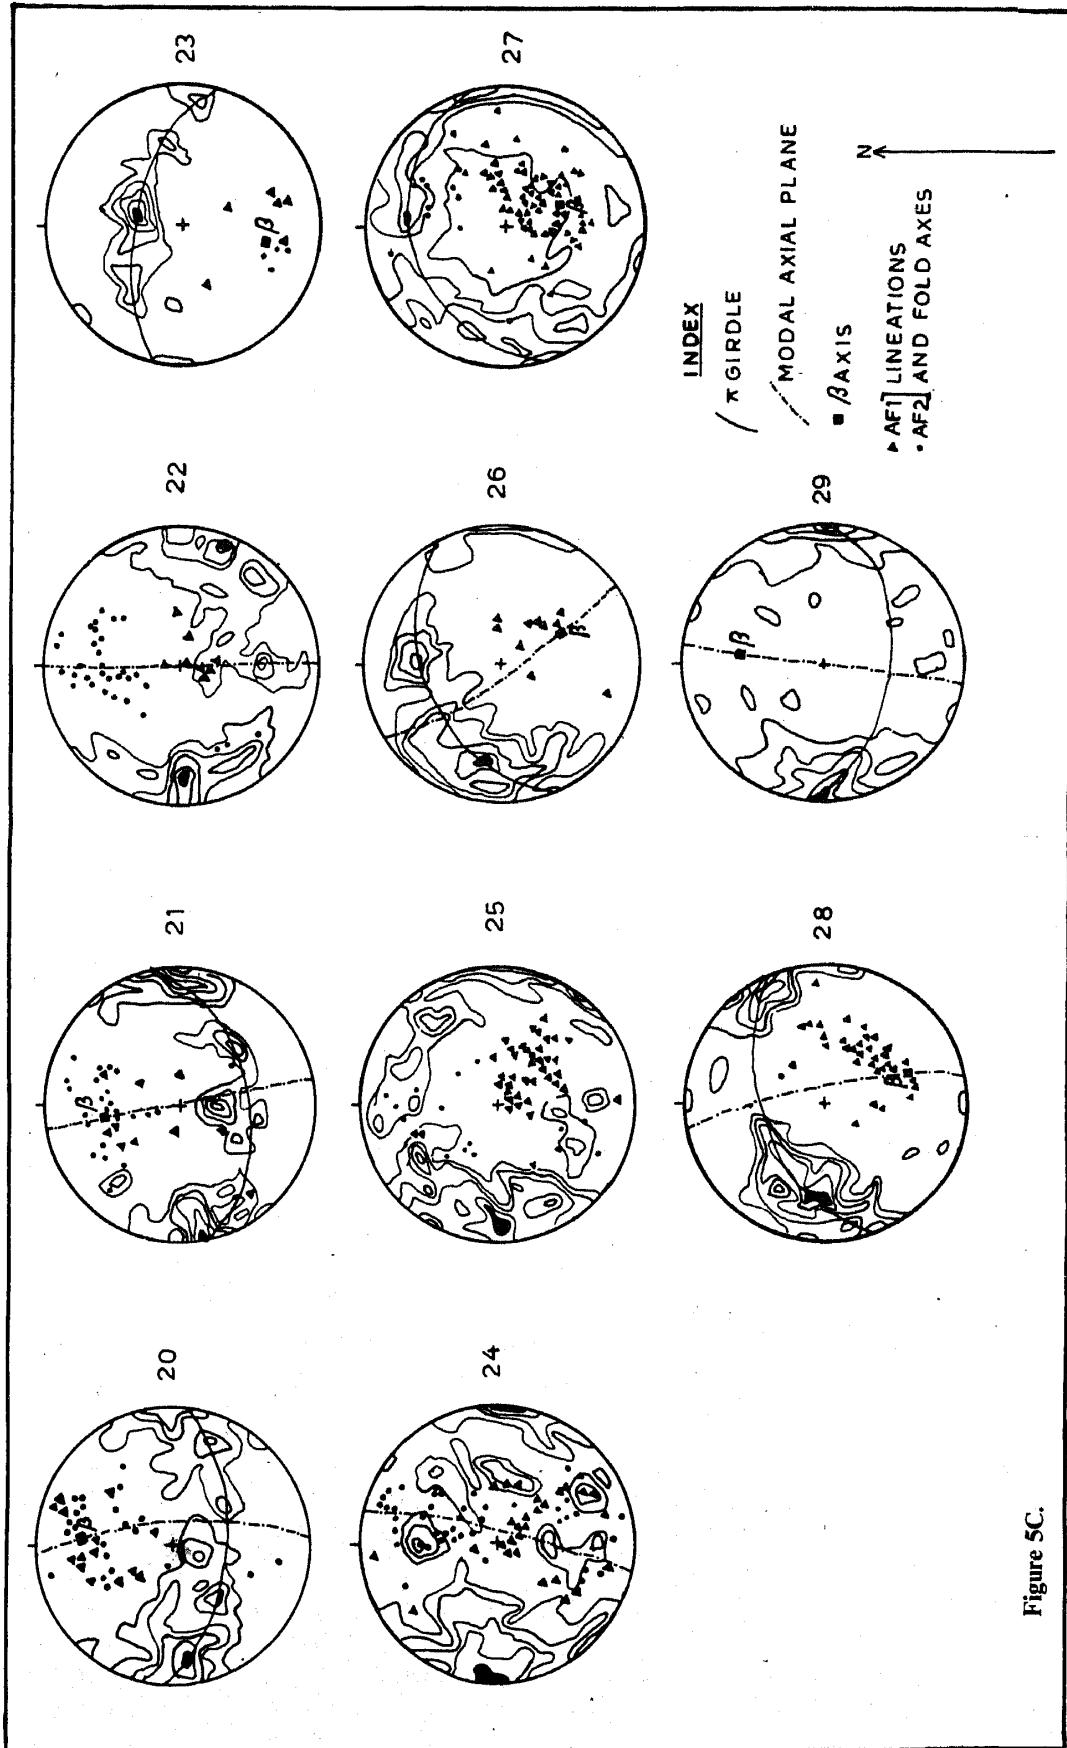 20
21
22
23
β
β
β
24
25
26
27
β
28
29
β
β
INDEX
π GIRDLE
MODAL AXIAL PLANE
β AXIS
AF1] LINEATIONS
AF2] AND FOLD AXES
N
Figure 5C.